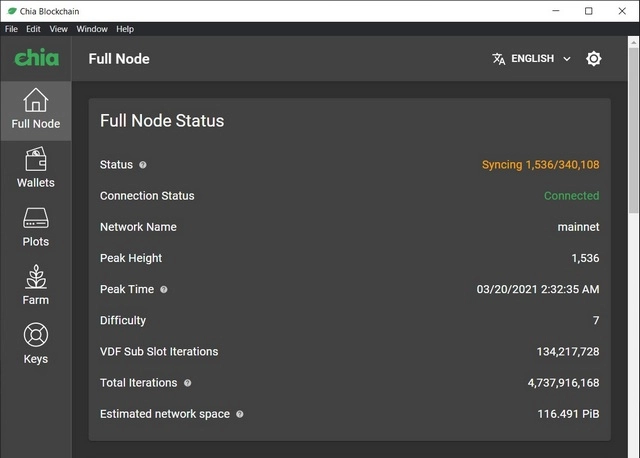 Chia Blockchain
File Edit View Window Help
chia
Full Node
ENGLISH
Full Node
Wallets
Plots
Farm
Keys
Full Node Status
Status Syncing 1,536/340,108
Connection Status Connected
Network Name mainnet
Peak Height 1,536
Peak Time 03/20/2021 2:32:35 AM
Difficulty 7
VDF Sub Slot Iterations 134,217,728
Total Iterations 4,737,916,168
Estimated network space 116.491 PiB